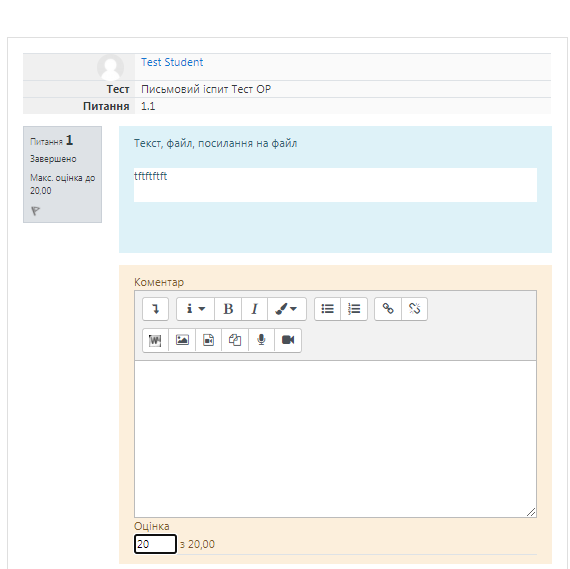 Test Student
Тест Письмовий іспит Тест ОР
Питання 1.1
Питання 1
Завершено
Макс. оцінка до
20,00
Текст, файл, посилання на файл
tftftftft
Коментар
Оцінка
20 з 20,00